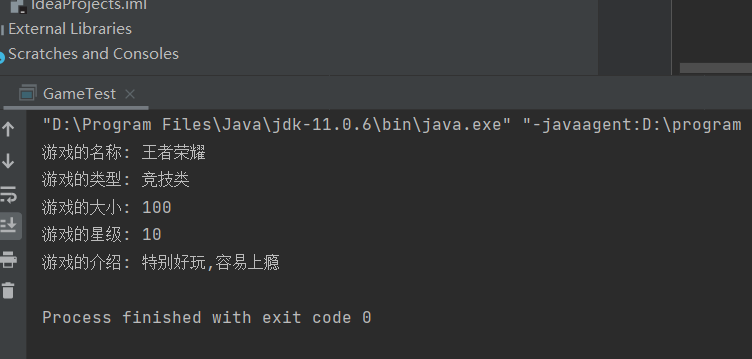 IdeaProjects.iml
External Libraries
Scratches and Consoles
GameTest
"D:\Program Files\Java\jdk-11.0.6\bin\java.exe" "-javaagent:D:\program
游戏的名称: 王者荣耀
游戏的类型: 竞技类
游戏的大小: 100
游戏的星级: 10
游戏的介绍: 特别好玩,容易上瘾
Process finished with exit code 0